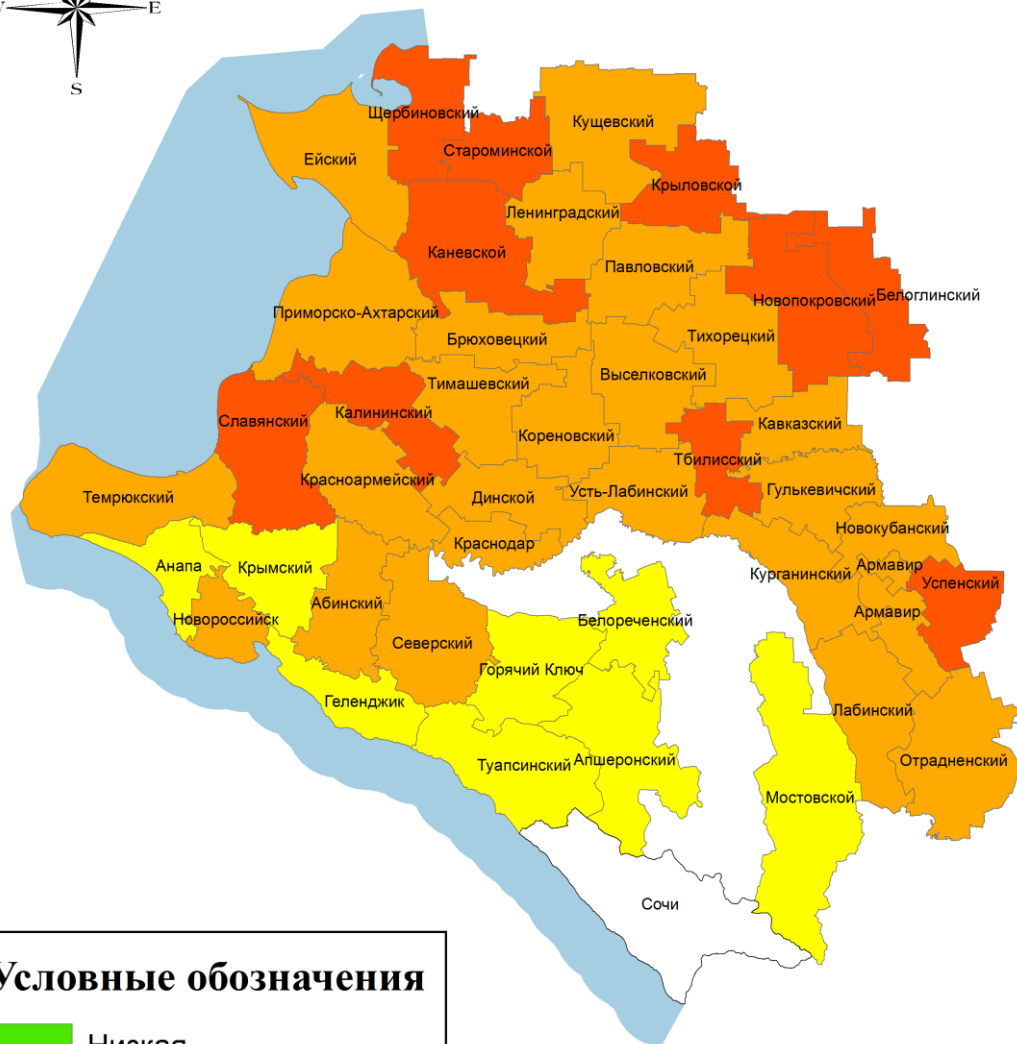 E
S
Щербиновский
Староминской
Кущевский
Ейский
Крыловской
Ленинградский
Каневской
Павловский
Белоглинский
Новопокровский
Приморско-Ахтарский
Брюховецкий
Тихорецкий
Тимашевский
Выселковский
Калининский
Славянский
Кавказский
Кореновский
Тбилисский
Красноармейский
Усть-Лабинский
Гулькевичский
Темрюкский
Динской
Новокубанский
Краснодар
Анапа
Крымский
Курганинский
Армавир
Успенский
Абинский
Армавир
Новороссийск
Белореченский
Северский
Горячий Ключ
Геленджик
Лабинский
Туапсинский
Апшеронский
Отрадненский
Мостовской
Сочи
Условные обозначения
Низкая